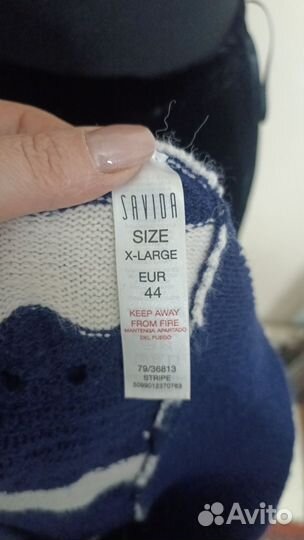 SAVIDA
SIZE
X-LARGE
EUR
44
KEEP AWAY
FROM FIRE
MANTENGA APARTADO
DEL FUEGO
79/36813
STRIPE
5099012370763
Avito